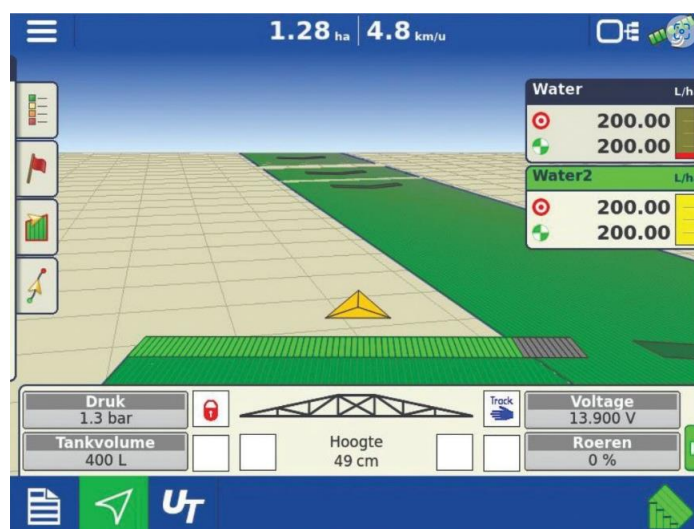 1.28 ha 4.8 km/u
Water L/h
200.00
200.00
Water2 L/h
200.00
200.00
Druk
1.3 bar
Track
Voltage
13.900 V
Tankvolume
400 L
Hoogte
49 cm
Roeren
0 %
UT